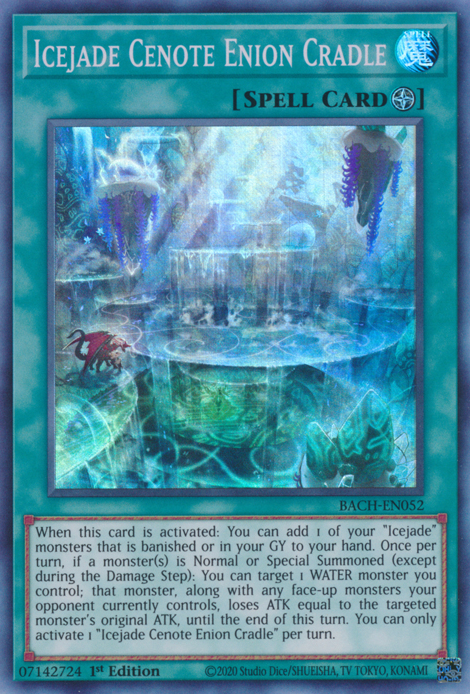 ICEJADE CENOTE ENION CRADLE
SPELL
魔
[SPELL CARD]
BACH-EN052
When this card is activated: You can add 1 of your "Icejade"
monsters that is banished or in your GY to your hand. Once per
turn, if a monster(s) is Normal or Special Summoned (except
during the Damage Step): You can target 1 WATER monster you
control; that monster, along with any face-up monsters your
opponent currently controls, loses ATK equal to the targeted
monster's original ATK, until the end of this turn. You can only
activate 1 "Icejade Cenote Enion Cradle" per turn.
07142724 1st Edition ©2020 Studio Dice/SHUEISHA, TV TOKYO, KONAMI